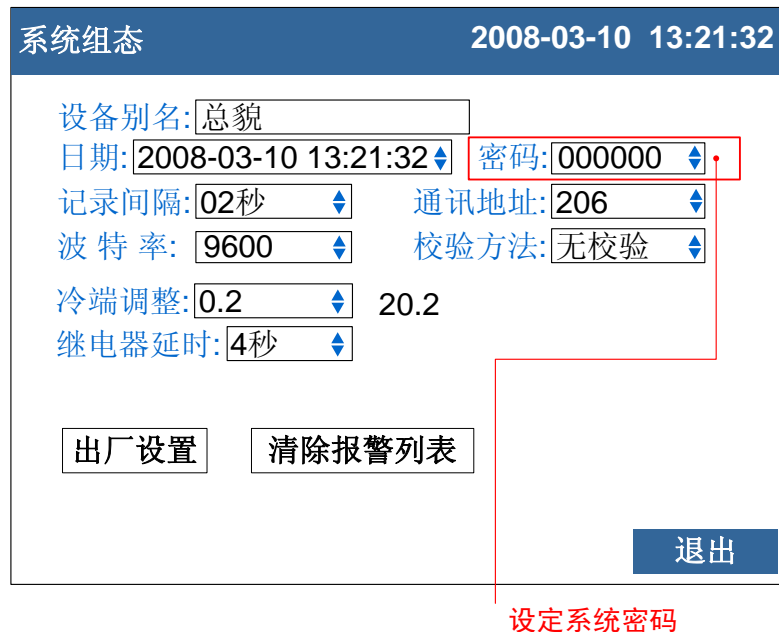 系统组态 2008-03-10 13:21:32
设备别名: 总貌
日期: 2008-03-10 13:21:32 密码: 000000
记录间隔: 02秒 通讯地址: 206
波 特 率: 9600 校验方法: 无校验
冷端调整: 0.2 20.2
继电器延时: 4秒
出厂设置 清除报警列表
退出
设定系统密码